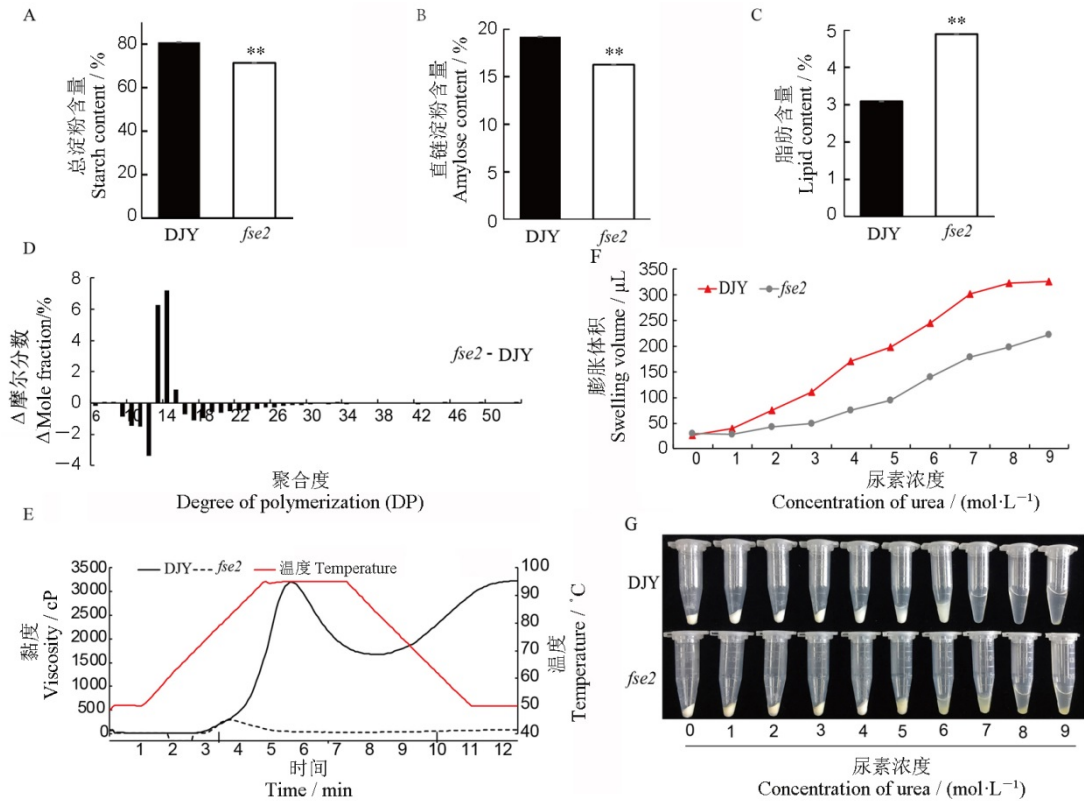 A
总淀粉含量
Starch content / %
80
60
40
20
0
**
DJY
fse2
B
直链淀粉含量
Amylose content / %
20
15
10
5
0
**
DJY
fse2
C
脂肪含量
Lipid content / %
5
4
3
2
1
0
**
DJY
fse2
D
Δ摩尔分数
ΔMole fraction/%
8
6
4
2
0
−2
−4
fse2 - DJY
6 10 14 18 22 24 32 34 42 46 50
聚合度
Degree of polymerization (DP)
F
膨胀体积
Swelling volume / μL
350
300
250
200
150
100
50
0
DJY fse2
0 1 2 3 4 5 6 7 8 9
尿素浓度
Concentration of urea / (mol·L⁻¹)
E
黏度
Viscosity / cP
3500
3000
2500
2000
1500
1000
500
0
DJY fse2 温度 Temperature
100
90
80
70
60
50
40
温度
Temperature / °C
1 2 3 4 5 6 7 8 9 10 11 12
时间
Time / min
G
DJY
fse2
0 1 2 3 4 5 6 7 8 9
尿素浓度
Concentration of urea / (mol·L⁻¹)